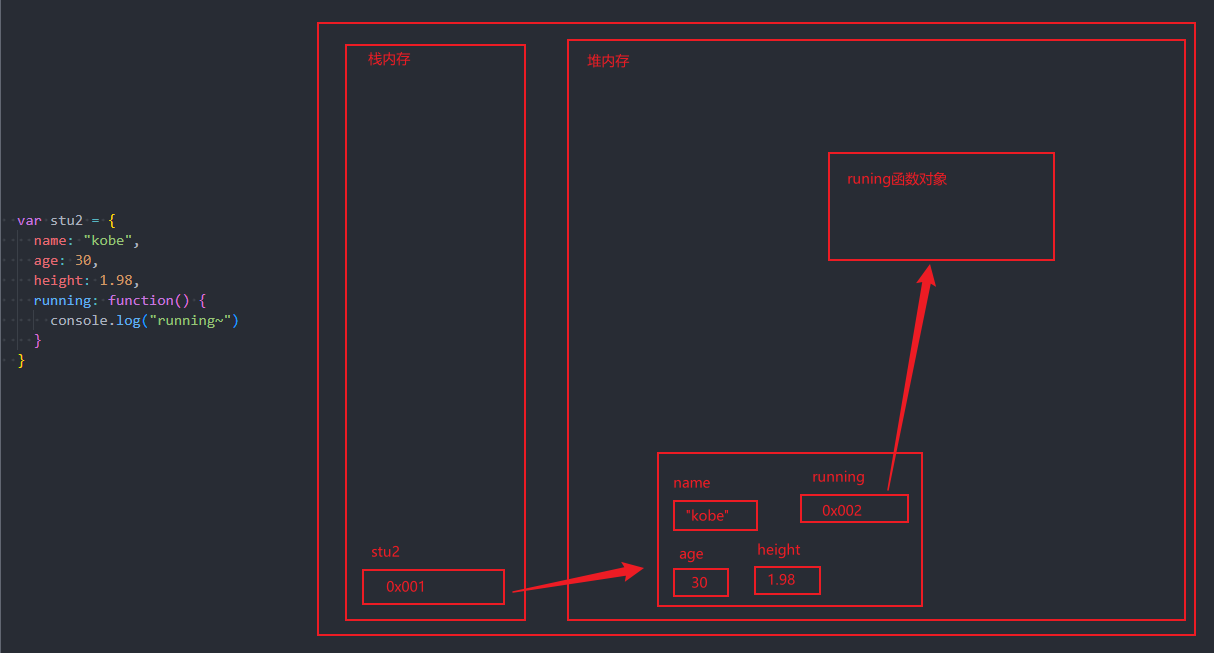 var stu2 = {
name: "kobe",
age: 30,
height: 1.98,
running: function() {
console.log("running~")
}
}
栈内存
stu2
0x001
堆内存
runing函数对象
name
"kobe"
running
0x002
age
30
height
1.98